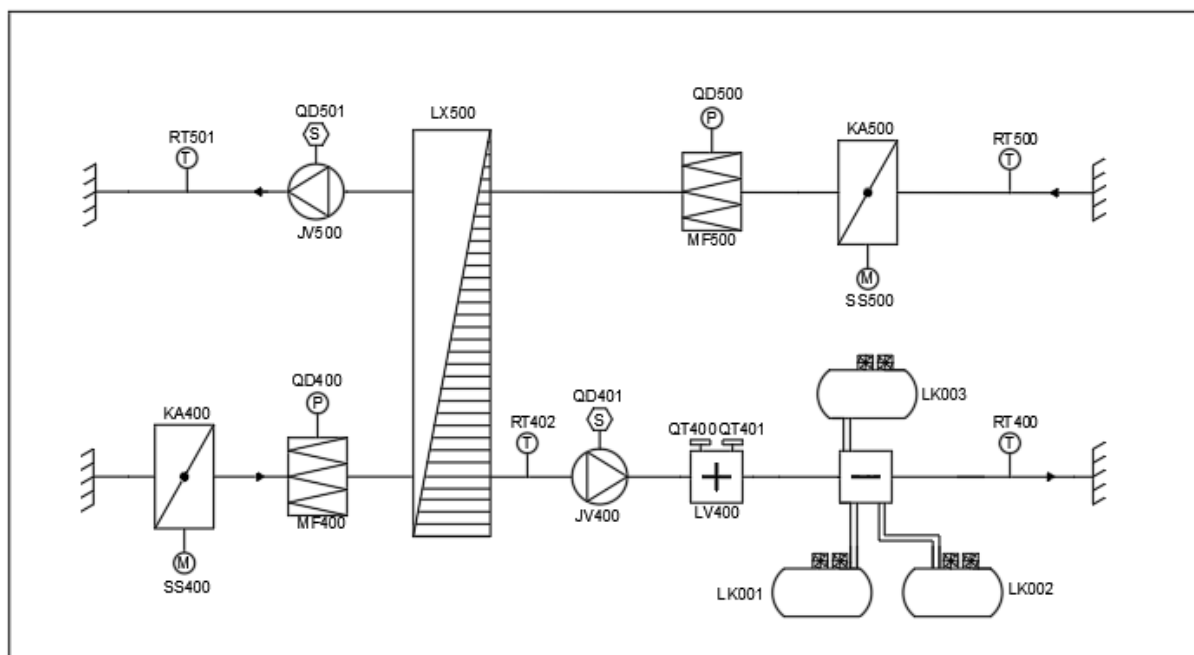 QD501
S
RT501
T
JV500
LX500
QD500
P
MF500
KA500
M
SS500
RT500
T
KA400
M
SS400
QD400
P
MF400
RT402
T
QD401
S
JV400
QT400 QT401
LV400
LK003
RT400
T
LK001
LK002